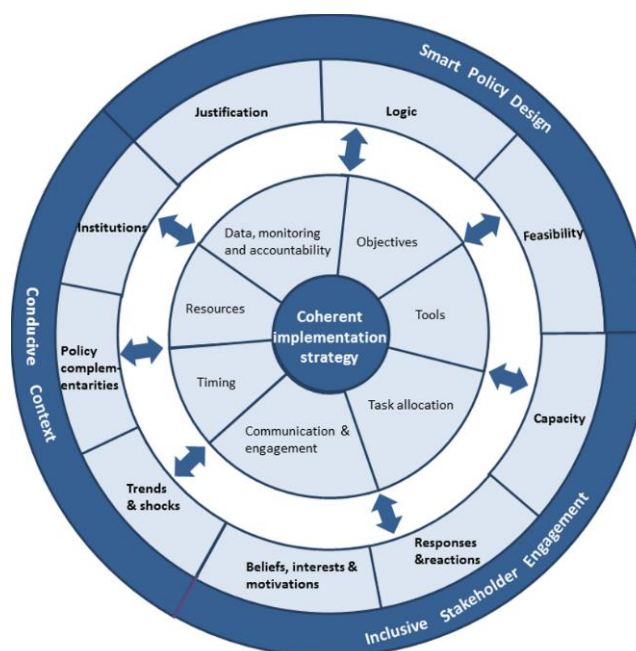 Smart Policy Design
Justification
Logic
Institutions
Data, monitoring
and accountability
Objectives
Feasibility
Resources
Coherent
implementation
strategy
Tools
Conducive Context
Policy
complem-
entarities
Timing
Task allocation
Capacity
Communication &
engagement
Trends
& shocks
Beliefs, interests &
motivations
Responses
&reactions
Inclusive Stakeholder Engagement